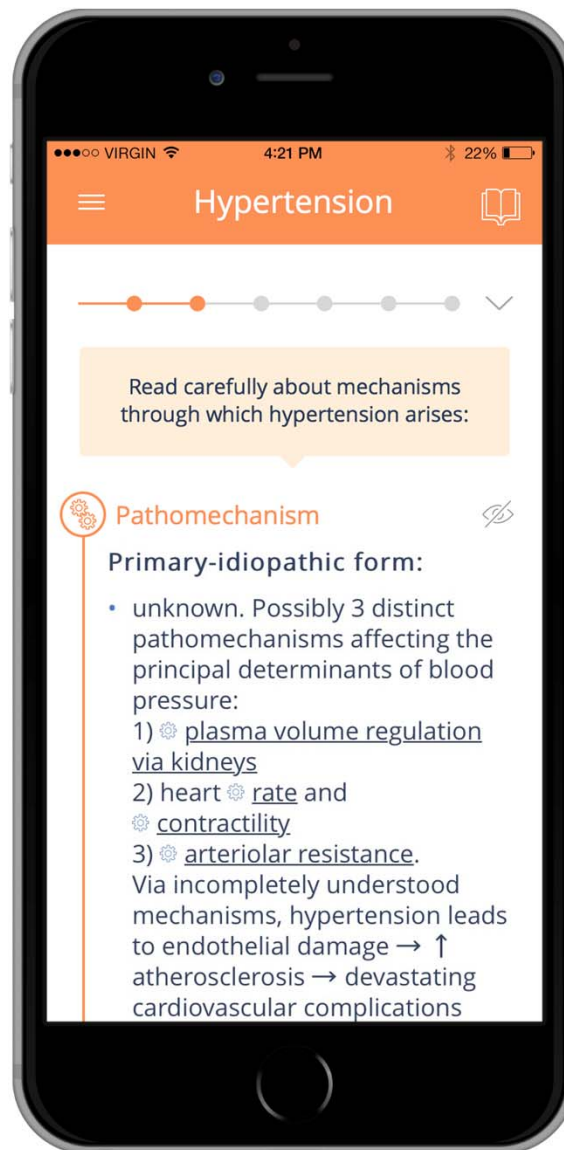 VIRGIN 4:21 PM 22%
Hypertension
Read carefully about mechanisms
through which hypertension arises:
Pathomechanism
Primary-idiopathic form:
• unknown. Possibly 3 distinct
pathomechanisms affecting the
principal determinants of blood
pressure:
1) plasma volume regulation
via kidneys
2) heart rate and
contractility
3) arteriolar resistance.
Via incompletely understood
mechanisms, hypertension leads
to endothelial damage → ↑
atherosclerosis → devastating
cardiovascular complications